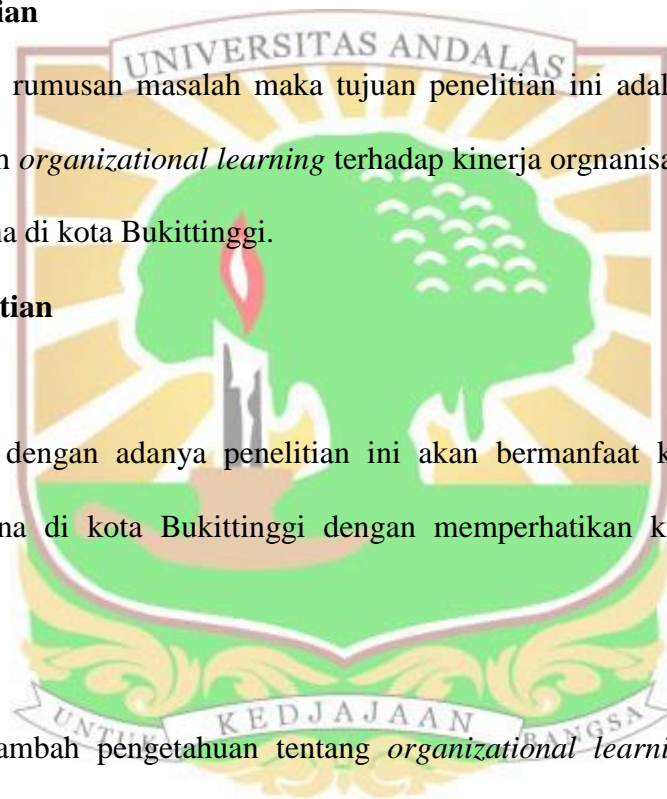 ian
UNIVERSITAS ANDALAS
rumusan masalah maka tujuan penelitian ini adal
n organizational learning terhadap kinerja orgnanisa
na di kota Bukittinggi.
tian
dengan adanya penelitian ini akan bermanfaat k
na di kota Bukittinggi dengan memperhatikan k
UNTUK KEDJAJAAN BANGSA
ambah pengetahuan tentang organizational learni